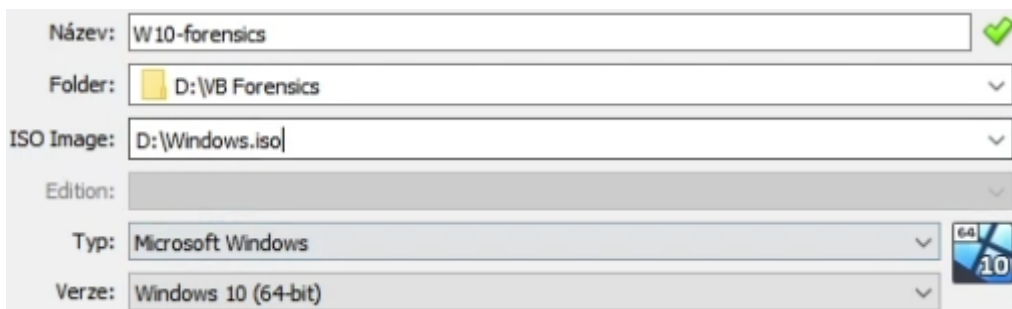 Název: W10-forensics
Folder: D:\VB Forensics
ISO Image: D:\Windows.iso
Edition:
Typ: Microsoft Windows 64
Verze: Windows 10 (64-bit) 10